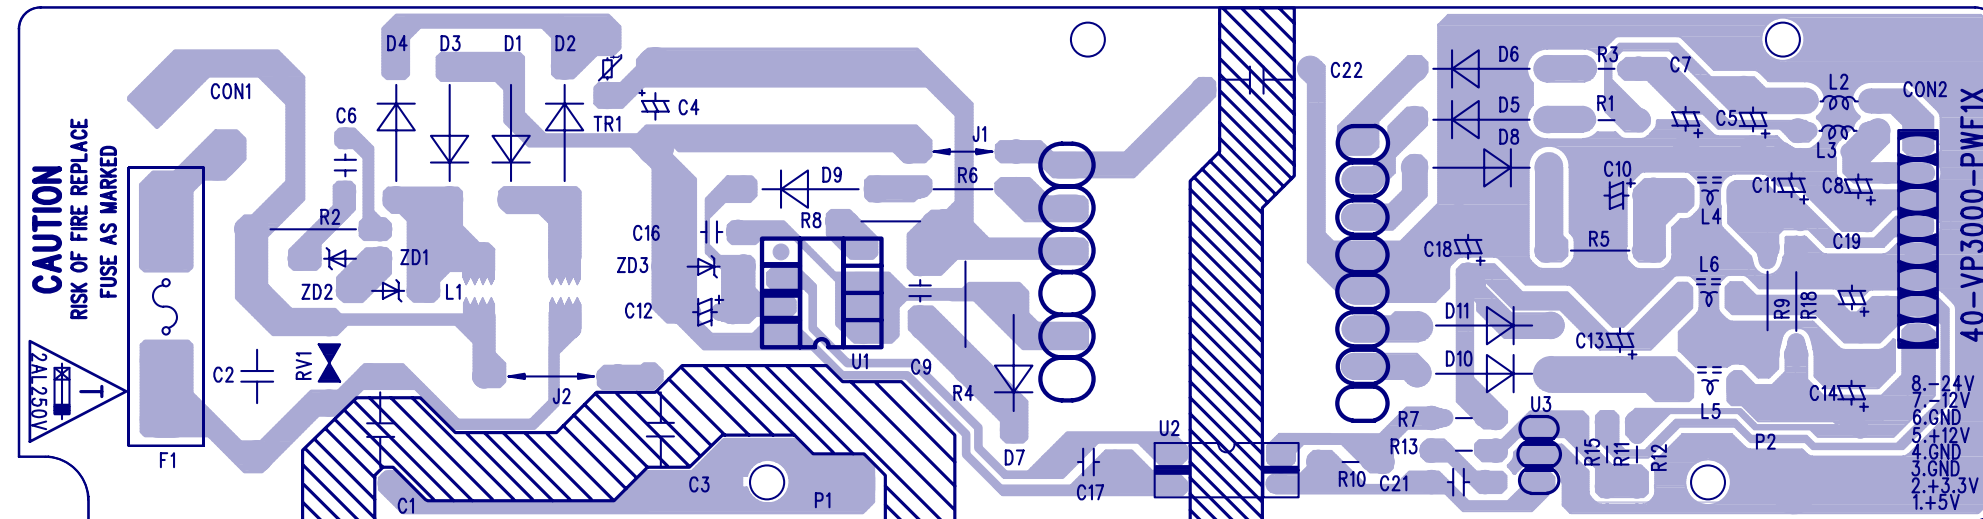 CAUTION
RISK OF FIRE REPLACE
FUSE AS MARKED
2AL250V
T
F1
CON1
C2
RV1
R2
C6
ZD1
ZD2
L1
D4
D3
D1
D2
TR1
C4
J2
C1
C3
P1
J1
D9
R6
R8
C16
ZD3
C12
U1
C9
R4
D7
C17
U2
C22
D6
D5
D8
R3
R1
C7
C5
L2
L3
CON2
C10
L4
C11
C8
C18
R5
C19
L6
R9
R18
D11
D10
C13
L5
C14
R7
R13
R10
C21
U3
R15
R11
R12
P2
40-VP3000-PWF1X
8.-24V
7.-12V
6.GND
5.+12V
4.GND
3.GND
2.+3.3V
1.+5V